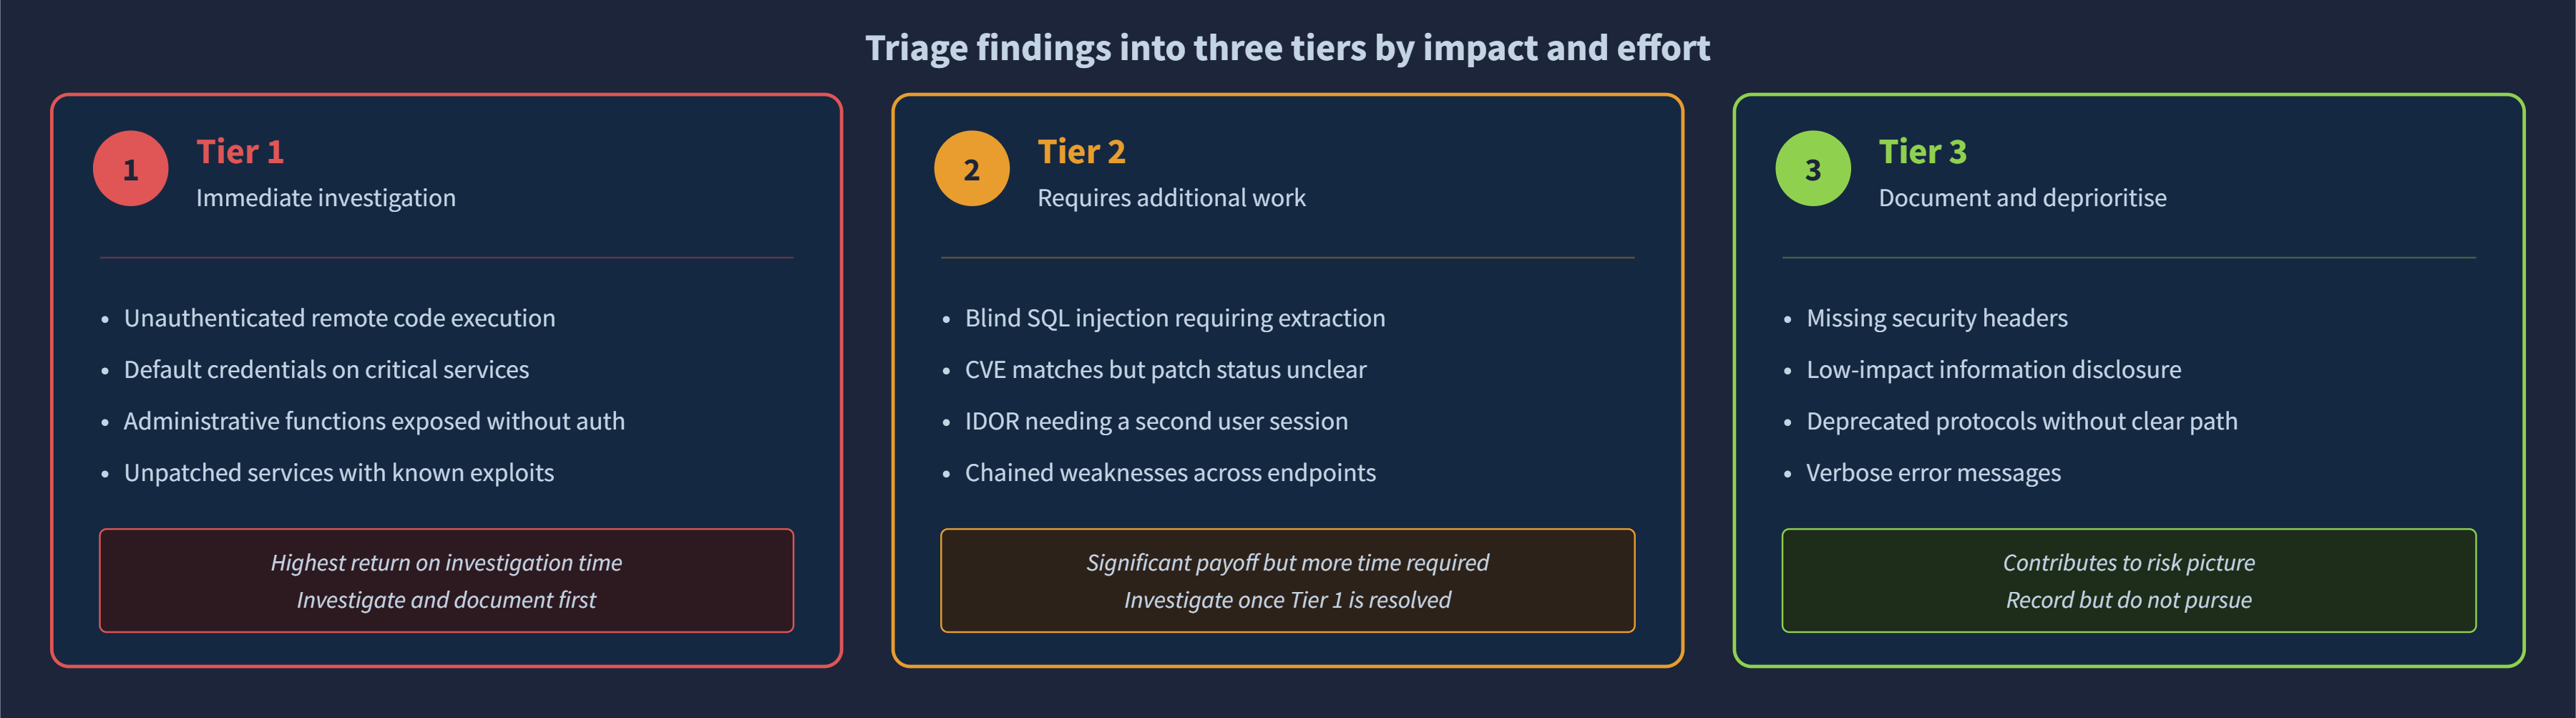 Triage findings into three tiers by impact and effort
1
Tier 1
Immediate investigation
• Unauthenticated remote code execution
• Default credentials on critical services
• Administrative functions exposed without auth
• Unpatched services with known exploits
Highest return on investigation time
Investigate and document first
2
Tier 2
Requires additional work
• Blind SQL injection requiring extraction
• CVE matches but patch status unclear
• IDOR needing a second user session
• Chained weaknesses across endpoints
Significant payoff but more time required
Investigate once Tier 1 is resolved
3
Tier 3
Document and deprioritise
• Missing security headers
• Low-impact information disclosure
• Deprecated protocols without clear path
• Verbose error messages
Contributes to risk picture
Record but do not pursue